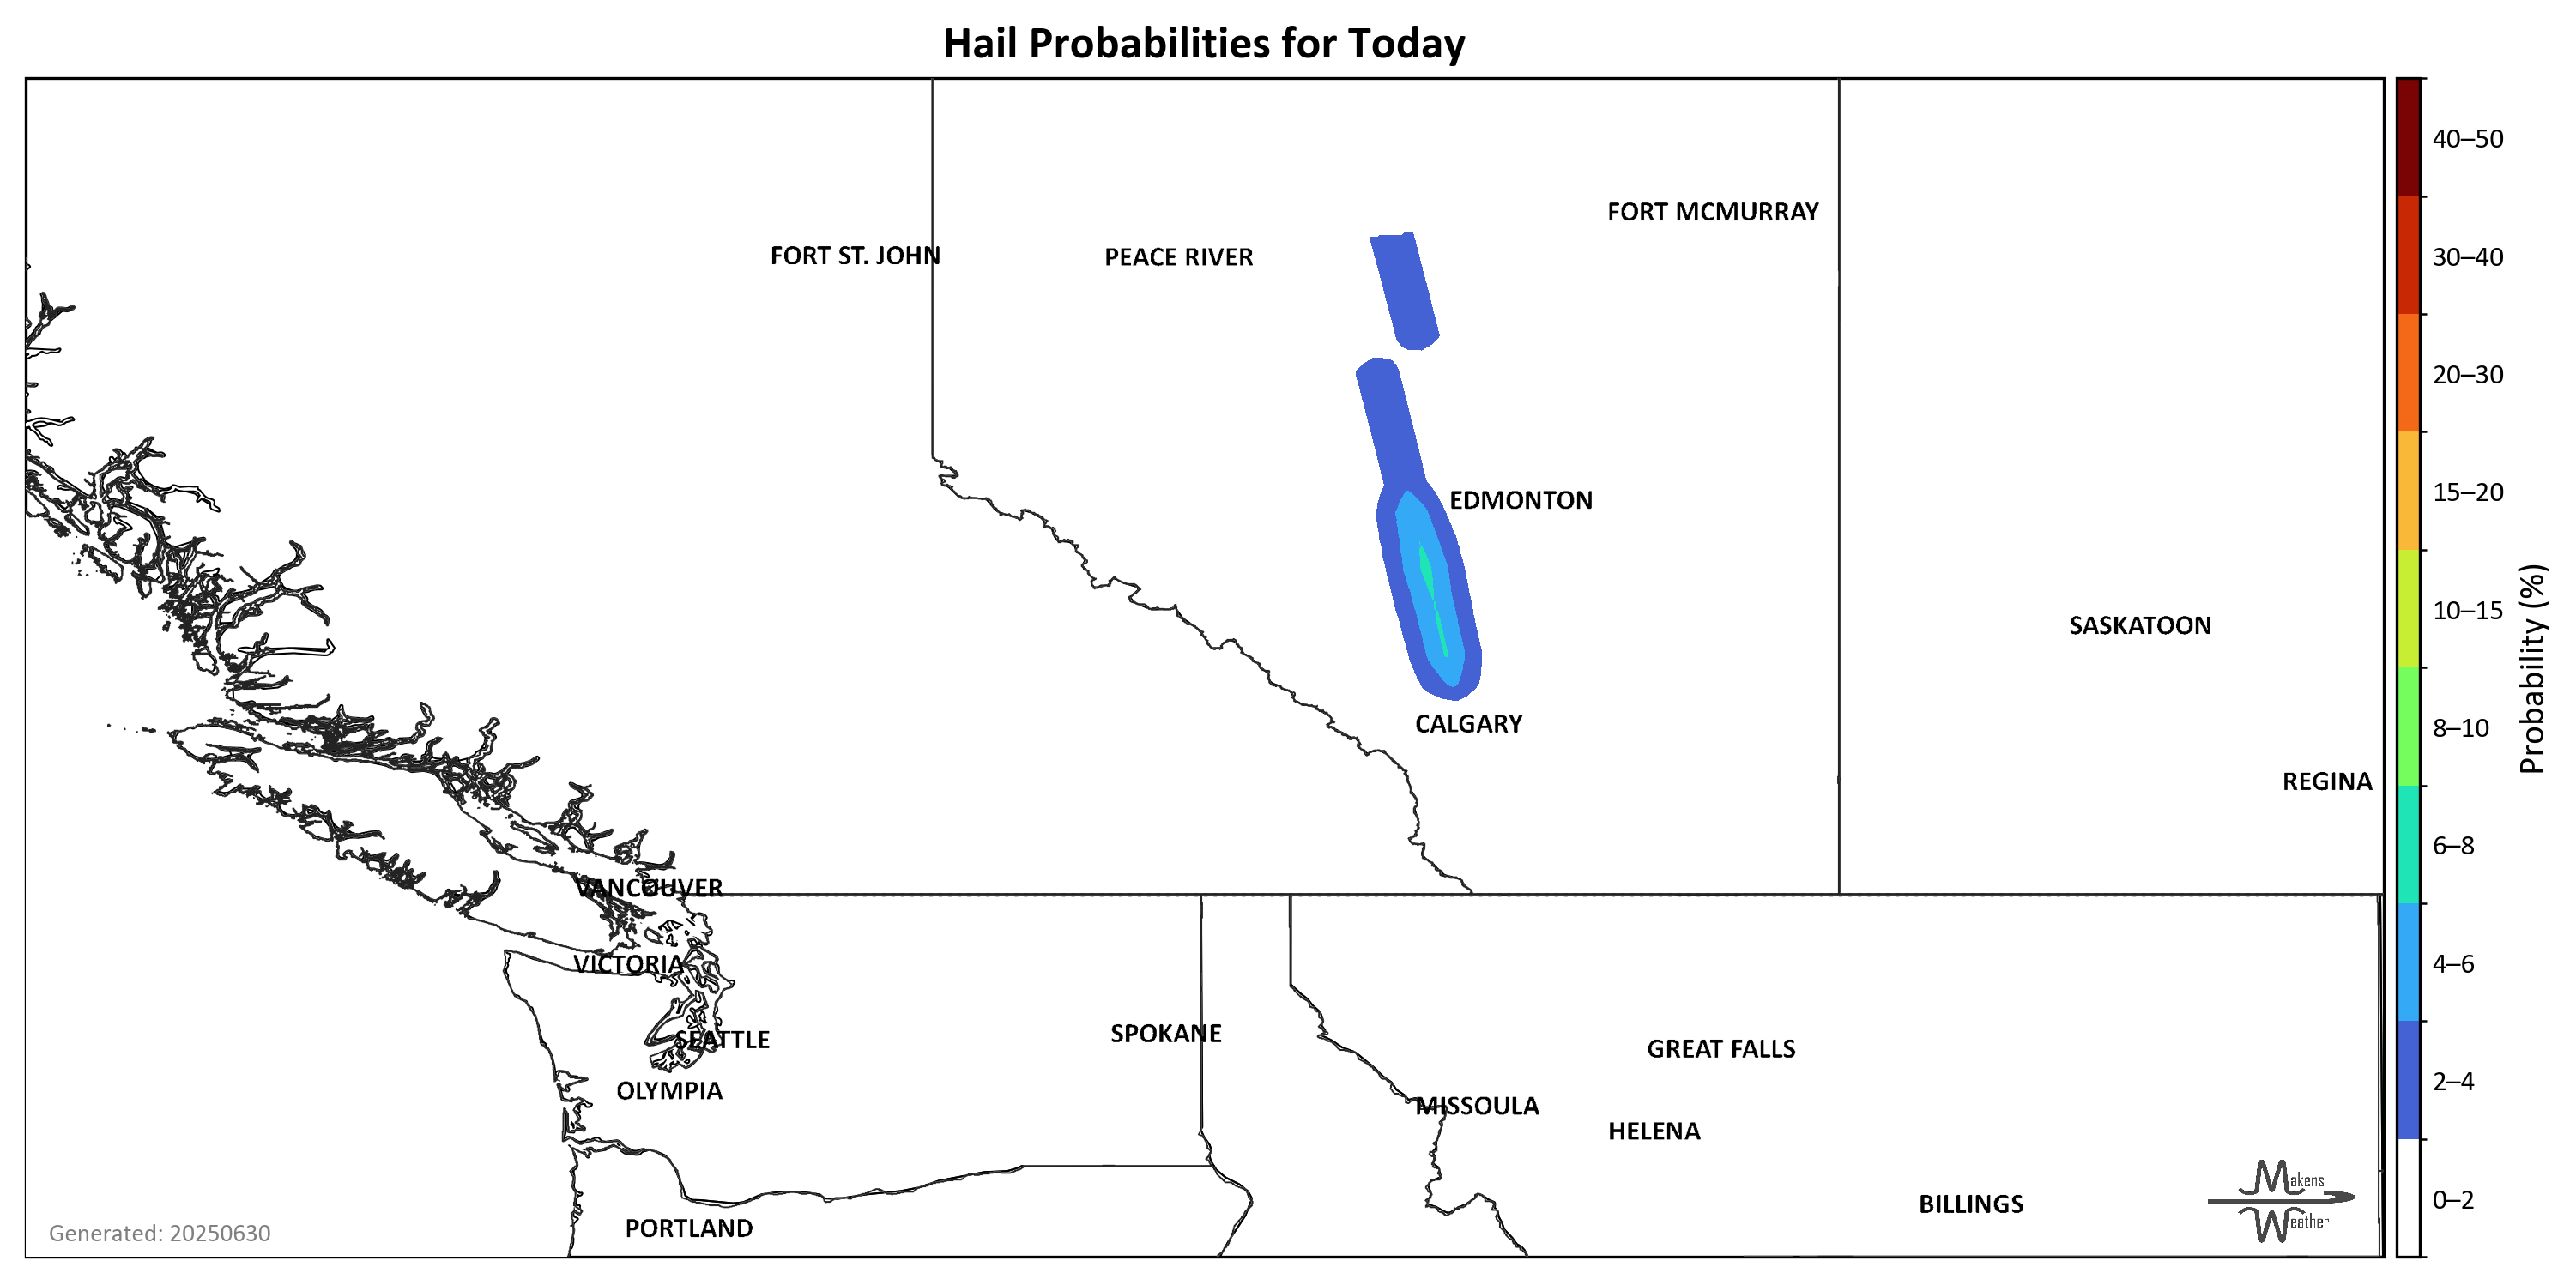 Hail Probabilities for Today
40–50
FORT MCMURRAY
FORT ST. JOHN
PEACE RIVER
30–40
20–30
15–20
EDMONTON
10–15
SASKATOON
Probability (%)
CALGARY
8–10
REGINA
6–8
VANCOUVER
VICTORIA
4–6
SEATTLE
SPOKANE
GREAT FALLS
OLYMPIA
2–4
MISSOULA
HELENA
Makens
Weather
BILLINGS
0–2
PORTLAND
Generated: 20250630